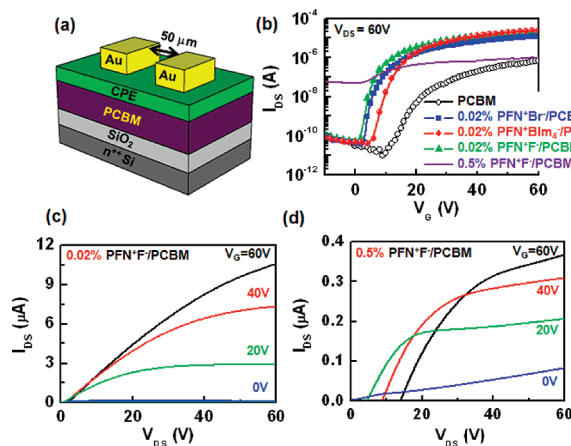 (a)
50 μm
Au
Au
CPE
PCBM
SiO2
n++ Si
(b)
VDS= 60V
10-4
10-6
10-8
10-10
10-12
IDS (A)
PCBM
0.02% PFN+Br-/PCB
0.02% PFN+BIm4-/P
0.02% PFN+F-/PCB
0.5% PFN+F-/PCBM
0 20 40 60
VG (V)
(c)
0.02% PFN+F-/PCBM
VG=60V
40V
20V
0V
12
9
6
3
0
IDS (μA)
0 20 40 60
VDS (V)
(d)
0.5% PFN+F-/PCBM
VG=60V
40V
20V
0V
0.4
0.3
0.2
0.1
0.0
IDS (μA)
0 20 40 60
VDS (V)